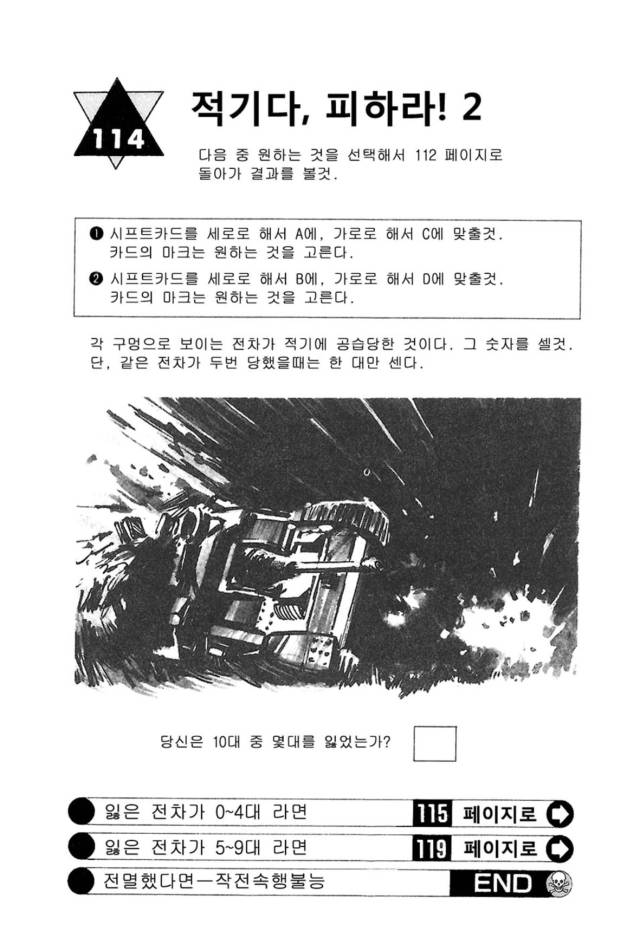 114
적기다, 피하라! 2
다음 중 원하는 것을 선택해서 112 페이지로
돌아가 결과를 볼것.
❶ 시프트카드를 세로로 해서 A에, 가로로 해서 C에 맞출것.
카드의 마크는 원하는 것을 고른다.
❷ 시프트카드를 세로로 해서 B에, 가로로 해서 D에 맞출것.
카드의 마크는 원하는 것을 고른다.
각 구멍으로 보이는 전차가 적기에 공습당한 것이다. 그 숫자를 셀것.
단, 같은 전차가 두번 당했을때는 한 대만 센다.
당신은 10대 중 몇대를 잃었는가?
잃은 전차가 0~4대 라면 115 페이지로
잃은 전차가 5~9대 라면 119 페이지로
전멸했다면—작전속행불능 END